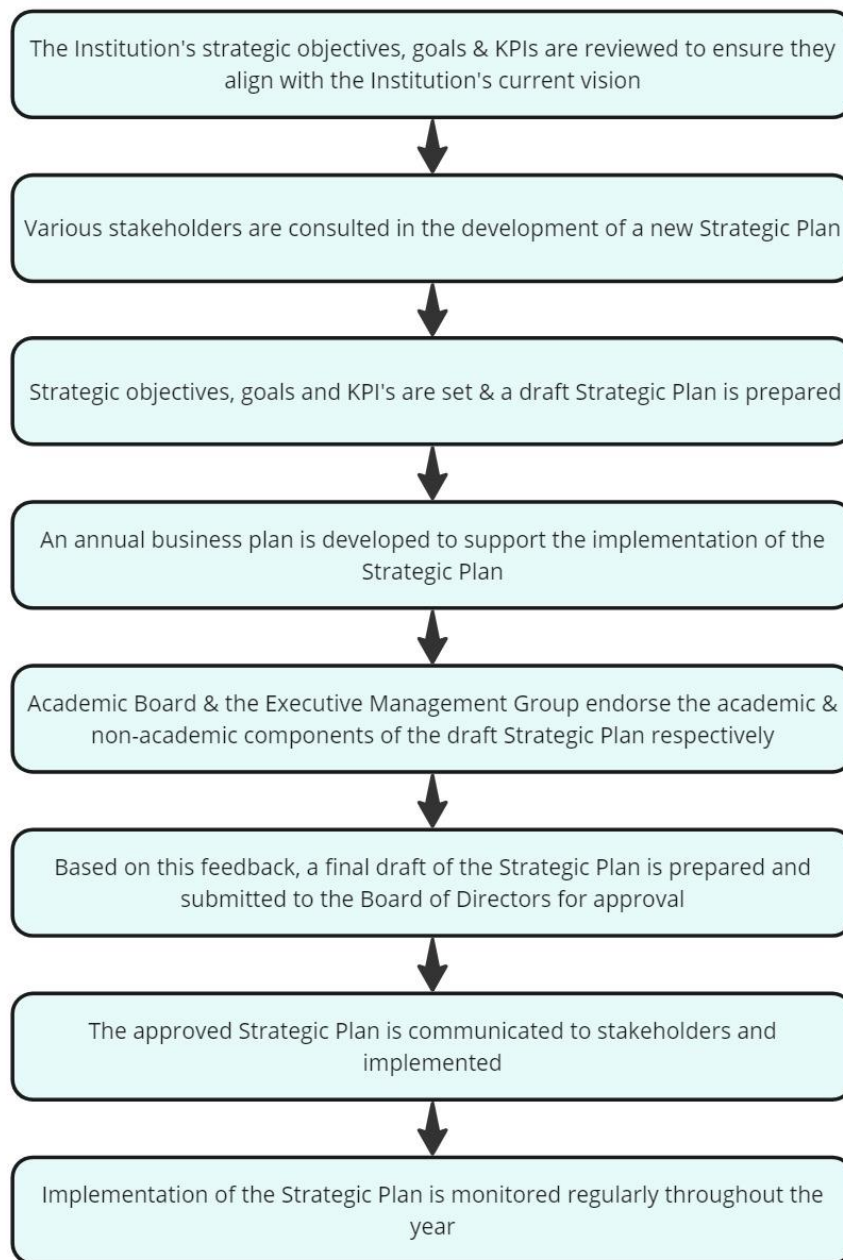 The Institution's strategic objectives, goals & KPIs are reviewed to ensure they
align with the Institution's current vision
Various stakeholders are consulted in the development of a new Strategic Plan
Strategic objectives, goals and KPI's are set & a draft Strategic Plan is prepared
An annual business plan is developed to support the implementation of the
Strategic Plan
Academic Board & the Executive Management Group endorse the academic &
non-academic components of the draft Strategic Plan respectively
Based on this feedback, a final draft of the Strategic Plan is prepared and
submitted to the Board of Directors for approval
The approved Strategic Plan is communicated to stakeholders and
implemented
Implementation of the Strategic Plan is monitored regularly throughout the
year